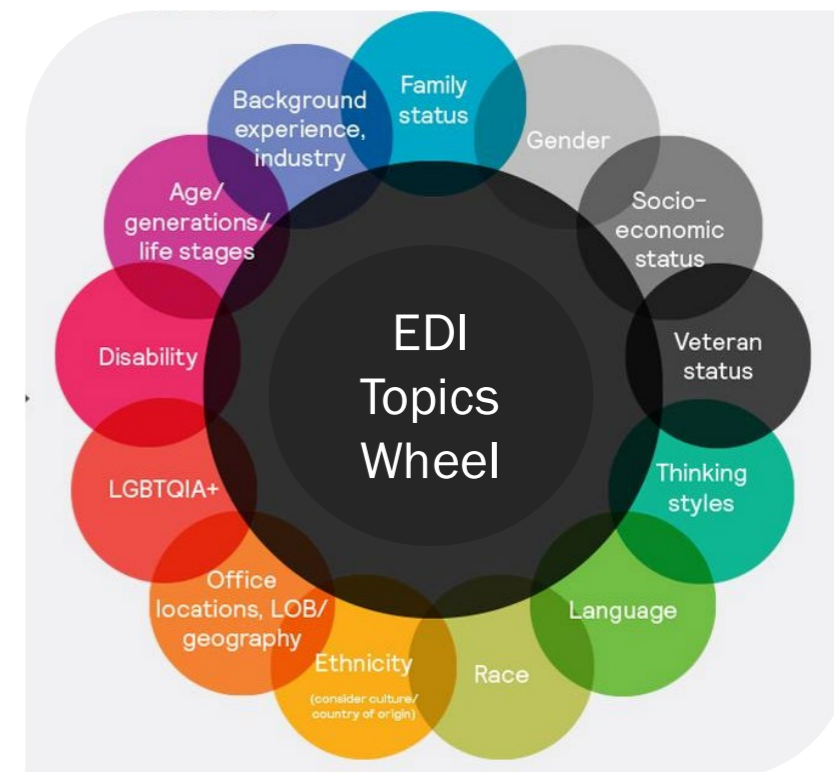 EDI
Topics
Wheel
Family
status
Gender
Socio-
economic
status
Veteran
status
Thinking
styles
Language
Race
Ethnicity
(consider culture/
country of origin)
Office
locations, LOB/
geography
LGBTQIA+
Disability
Age/
generations/
life stages
Background
experience,
industry